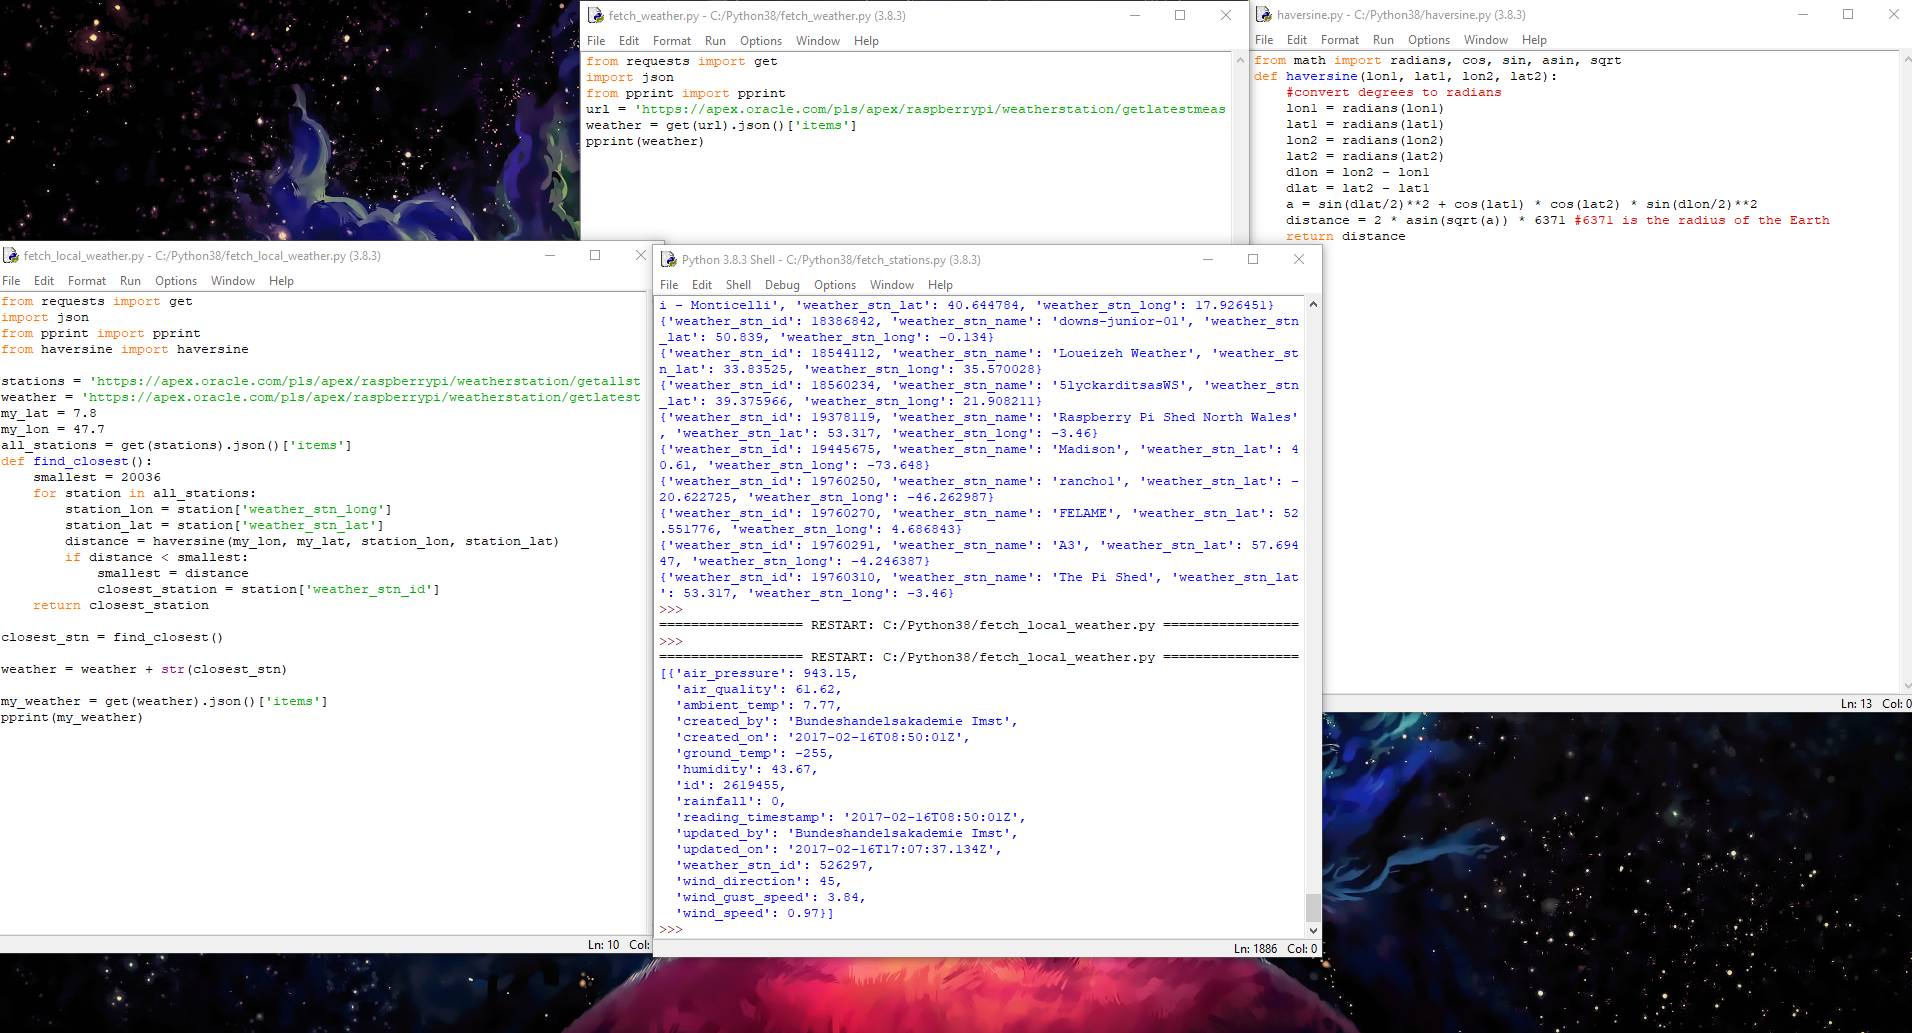 fetch_weather.py - C:/Python38/fetch_weather.py (3.8.3)
File Edit Format Run Options Window Help
from requests import get
import json
from pprint import pprint
url = 'https://apex.oracle.com/pls/apex/raspberrypi/weatherstation/getlatestmeas
weather = get(url).json()['items']
pprint(weather)
haversine.py - C:/Python38/haversine.py (3.8.3)
File Edit Format Run Options Window Help
from math import radians, cos, sin, asin, sqrt
def haversine(lon1, lat1, lon2, lat2):
    #convert degrees to radians
    lon1 = radians(lon1)
    lat1 = radians(lat1)
    lon2 = radians(lon2)
    lat2 = radians(lat2)
    dlon = lon2 - lon1
    dlat = lat2 - lat1
    a = sin(dlat/2)**2 + cos(lat1) * cos(lat2) * sin(dlon/2)**2
    distance = 2 * asin(sqrt(a)) * 6371 #6371 is the radius of the Earth
    return distance
Ln: 13 Col: 0
fetch_local_weather.py - C:/Python38/fetch_local_weather.py (3.8.3)
File Edit Format Run Options Window Help
from requests import get
import json
from pprint import pprint
from haversine import haversine
stations = 'https://apex.oracle.com/pls/apex/raspberrypi/weatherstation/getallst
weather = 'https://apex.oracle.com/pls/apex/raspberrypi/weatherstation/getlatest
my_lat = 7.8
my_lon = 47.7
all_stations = get(stations).json()['items']
def find_closest():
    smallest = 20036
    for station in all_stations:
        station_lon = station['weather_stn_long']
        station_lat = station['weather_stn_lat']
        distance = haversine(my_lon, my_lat, station_lon, station_lat)
        if distance < smallest:
            smallest = distance
            closest_station = station['weather_stn_id']
    return closest_station
closest_stn = find_closest()
weather = weather + str(closest_stn)
my_weather = get(weather).json()['items']
pprint(my_weather)
Ln: 10 Col:
Python 3.8.3 Shell - C:/Python38/fetch_stations.py (3.8.3)
File Edit Shell Debug Options Window Help
i - Monticelli', 'weather_stn_lat': 40.644784, 'weather_stn_long': 17.926451}
{'weather_stn_id': 18386842, 'weather_stn_name': 'downs-junior-01', 'weather_stn
_lat': 50.839, 'weather_stn_long': -0.134}
{'weather_stn_id': 18544112, 'weather_stn_name': 'Loueizeh Weather', 'weather_st
n_lat': 33.83525, 'weather_stn_long': 35.570028}
{'weather_stn_id': 18560234, 'weather_stn_name': '5lyckarditsasWS', 'weather_stn
_lat': 39.375966, 'weather_stn_long': 21.908211}
{'weather_stn_id': 19378119, 'weather_stn_name': 'Raspberry Pi Shed North Wales'
, 'weather_stn_lat': 53.317, 'weather_stn_long': -3.46}
{'weather_stn_id': 19445675, 'weather_stn_name': 'Madison', 'weather_stn_lat': 4
0.61, 'weather_stn_long': -73.648}
{'weather_stn_id': 19760250, 'weather_stn_name': 'rancho1', 'weather_stn_lat': -
20.622725, 'weather_stn_long': -46.262987}
{'weather_stn_id': 19760270, 'weather_stn_name': 'FELAME', 'weather_stn_lat': 52
.551776, 'weather_stn_long': 4.686843}
{'weather_stn_id': 19760291, 'weather_stn_name': 'A3', 'weather_stn_lat': 57.694
47, 'weather_stn_long': -4.246387}
{'weather_stn_id': 19760310, 'weather_stn_name': 'The Pi Shed', 'weather_stn_lat
': 53.317, 'weather_stn_long': -3.46}
>>>
================== RESTART: C:/Python38/fetch_local_weather.py =================
>>>
================== RESTART: C:/Python38/fetch_local_weather.py =================
[{'air_pressure': 943.15,
  'air_quality': 61.62,
  'ambient_temp': 7.77,
  'created_by': 'Bundeshandelsakademie Imst',
  'created_on': '2017-02-16T08:50:01Z',
  'ground_temp': -255,
  'humidity': 43.67,
  'id': 2619455,
  'rainfall': 0,
  'reading_timestamp': '2017-02-16T08:50:01Z',
  'updated_by': 'Bundeshandelsakademie Imst',
  'updated_on': '2017-02-16T17:07:37.134Z',
  'weather_stn_id': 526297,
  'wind_direction': 45,
  'wind_gust_speed': 3.84,
  'wind_speed': 0.97}]
>>>
Ln: 1886 Col: 0